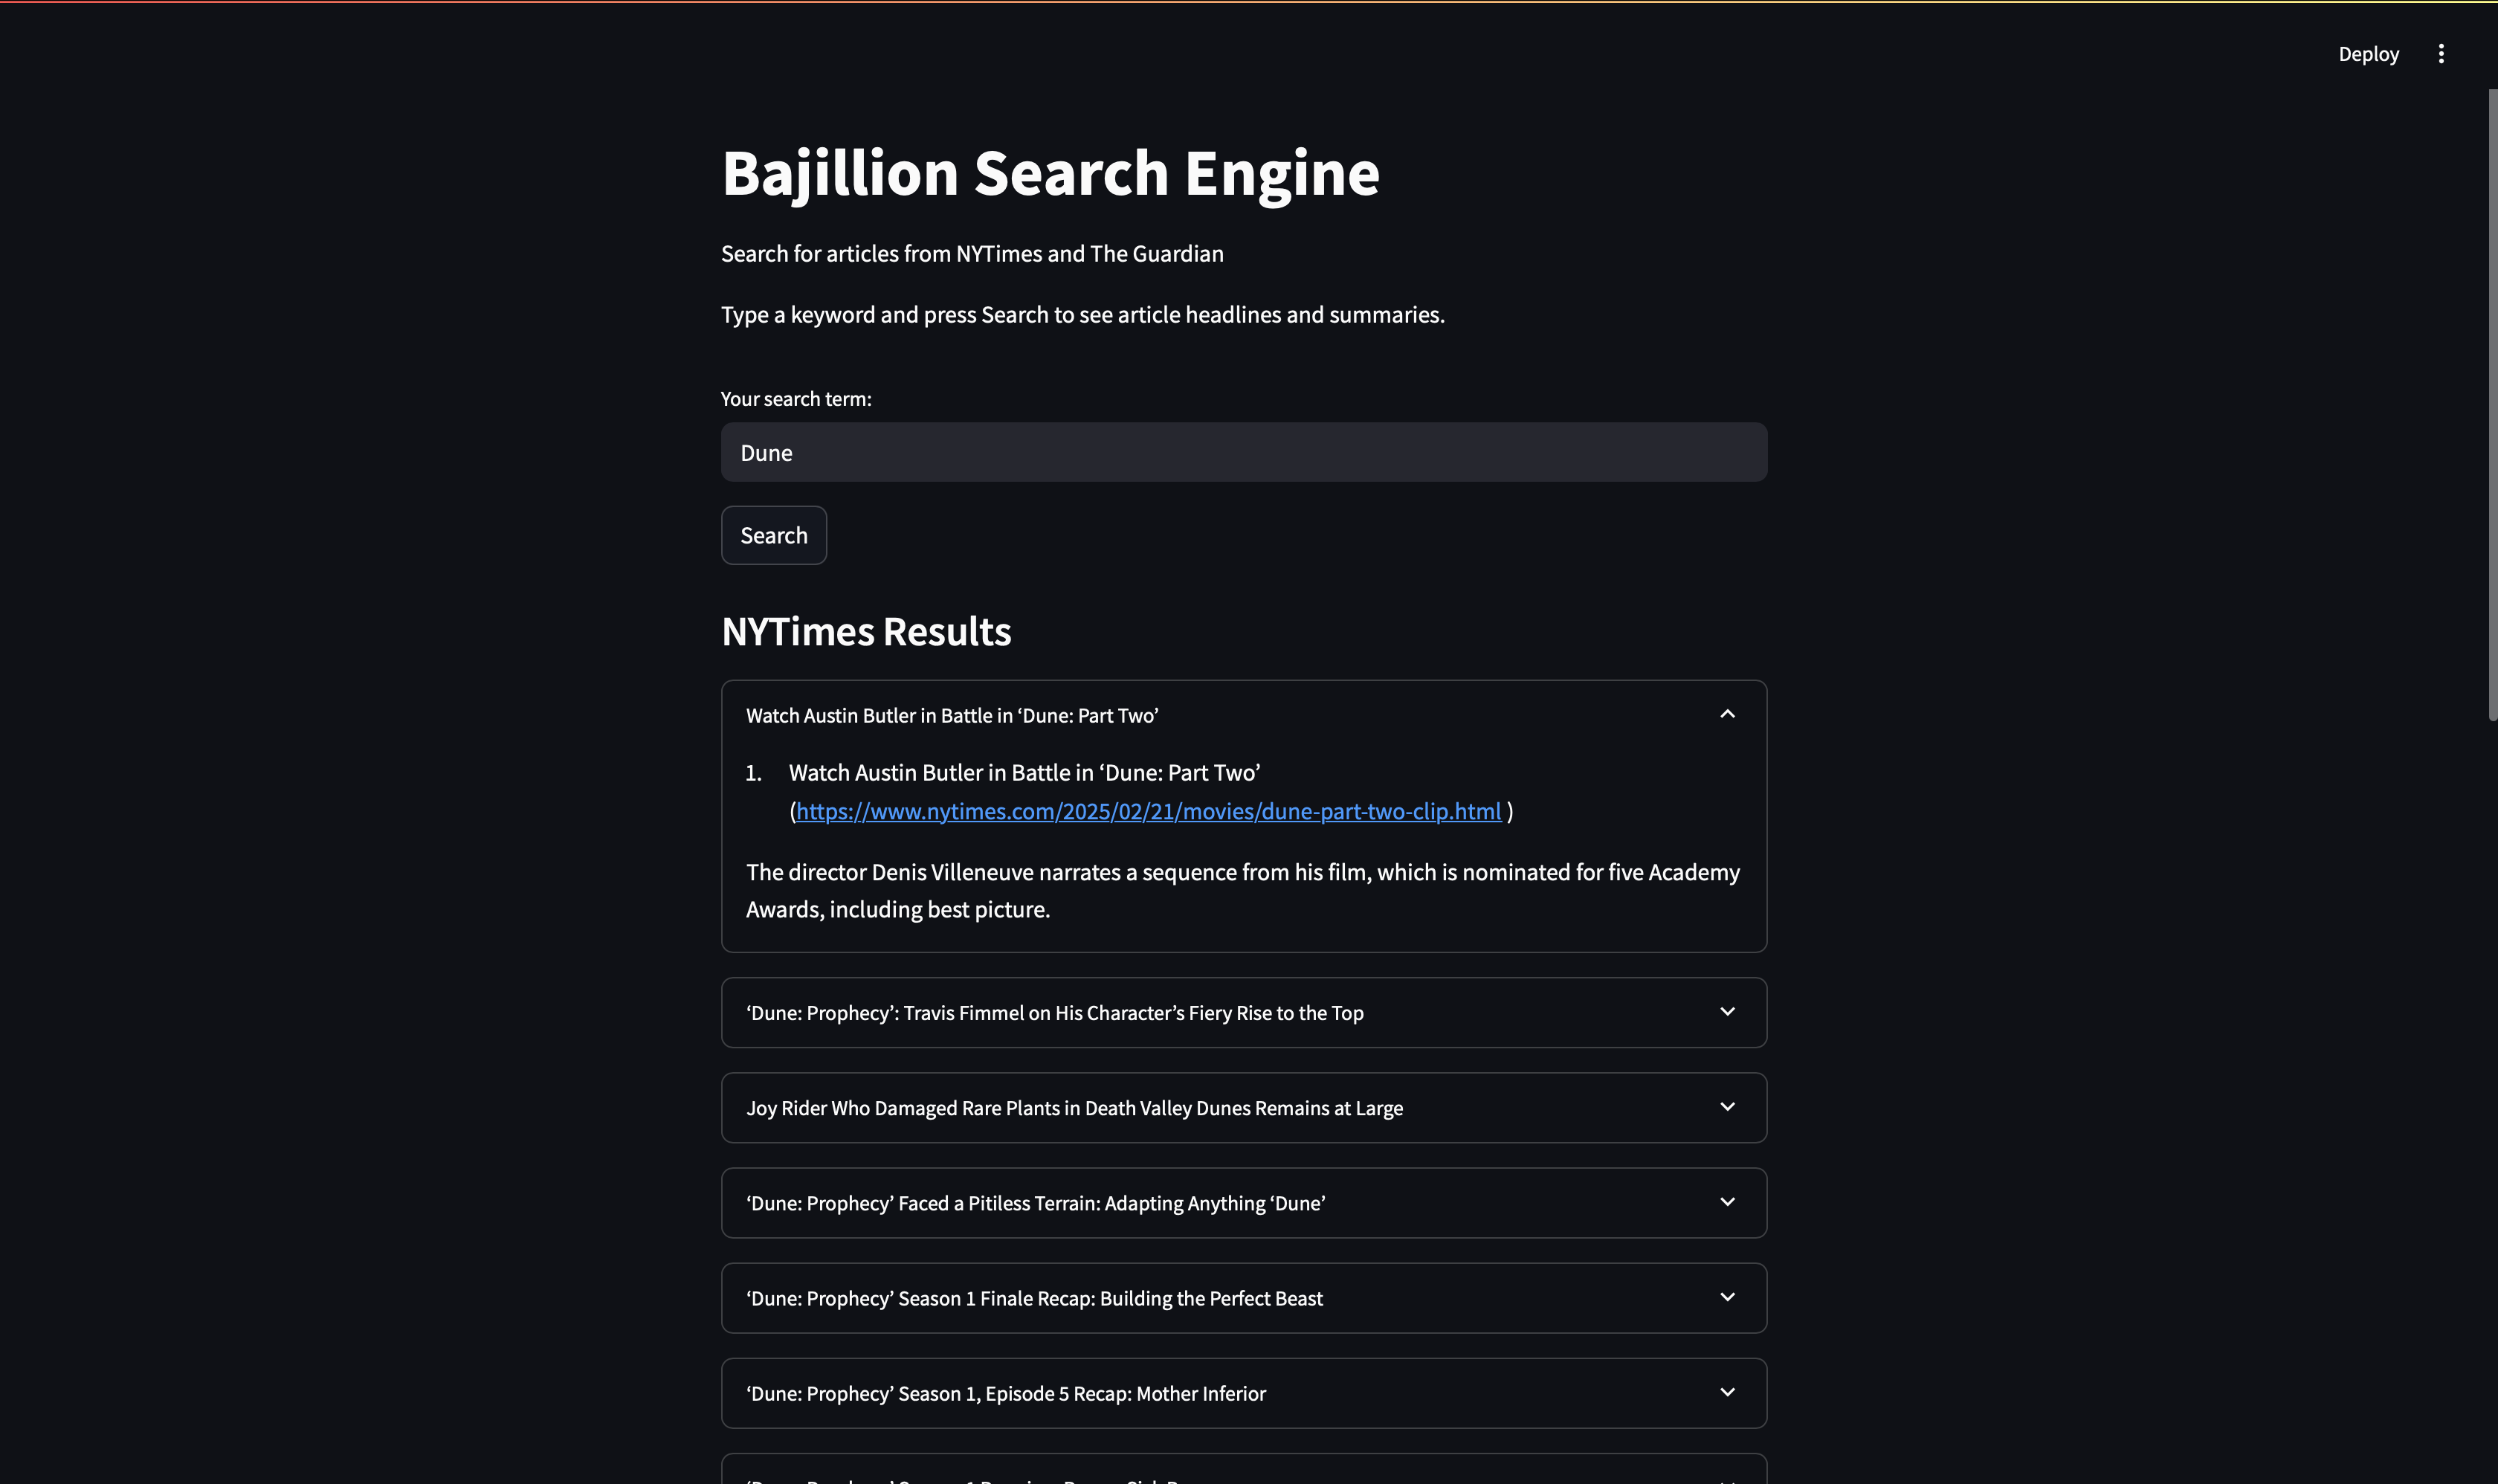 Deploy
Bajillion Search Engine
Search for articles from NYTimes and The Guardian
Type a keyword and press Search to see article headlines and summaries.
Your search term:
Dune
Search
NYTimes Results
Watch Austin Butler in Battle in ‘Dune: Part Two’
1. Watch Austin Butler in Battle in ‘Dune: Part Two’
(https://www.nytimes.com/2025/02/21/movies/dune-part-two-clip.html )
The director Denis Villeneuve narrates a sequence from his film, which is nominated for five Academy
Awards, including best picture.
‘Dune: Prophecy’: Travis Fimmel on His Character’s Fiery Rise to the Top
Joy Rider Who Damaged Rare Plants in Death Valley Dunes Remains at Large
‘Dune: Prophecy’ Faced a Pitiless Terrain: Adapting Anything ‘Dune’
‘Dune: Prophecy’ Season 1 Finale Recap: Building the Perfect Beast
‘Dune: Prophecy’ Season 1, Episode 5 Recap: Mother Inferior